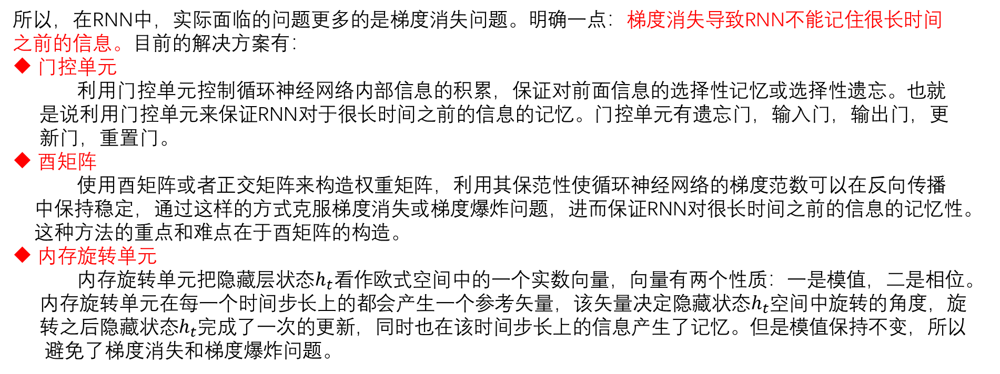 所以，在RNN中，实际面临的问题更多的是梯度消失问题。明确一点：梯度消失导致RNN不能记住很长时间
之前的信息。目前的解决方案有：
◆ 门控单元
利用门控单元控制循环神经网络内部信息的积累，保证对前面信息的选择性记忆或选择性遗忘。也就
是说利用门控单元来保证RNN对于很长时间之前的信息的记忆。门控单元有遗忘门，输入门，输出门，更
新门，重置门。
◆ 酉矩阵
使用酉矩阵或者正交矩阵来构造权重矩阵，利用其保范性使循环神经网络的梯度范数可以在反向传播
中保持稳定，通过这样的方式克服梯度消失或梯度爆炸问题，进而保证RNN对很长时间之前的信息的记忆性。
这种方法的重点和难点在于酉矩阵的构造。
◆ 内存旋转单元
内存旋转单元把隐藏层状态hₜ看作欧式空间中的一个实数向量，向量有两个性质：一是模值，二是相位。
内存旋转单元在每一个时间步长上的都会产生一个参考矢量，该矢量决定隐藏状态hₜ空间中旋转的角度，旋
转之后隐藏状态hₜ完成了一次的更新，同时也在该时间步长上的信息产生了记忆。但是模值保持不变，所以
避免了梯度消失和梯度爆炸问题。